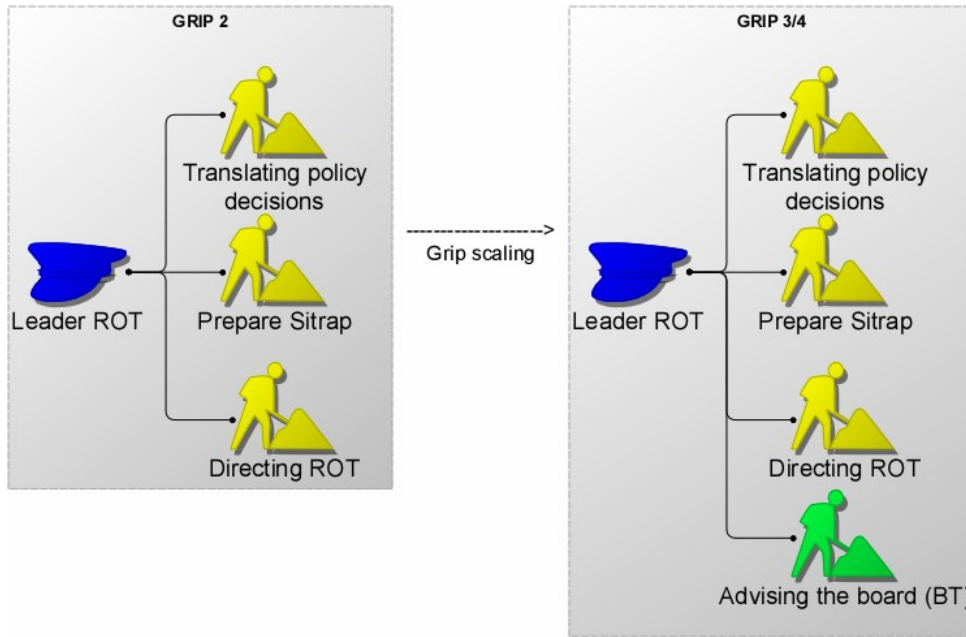 GRIP 2
Translating policy
decisions
Leader ROT
Prepare Sitrap
Directing ROT
Grip scaling
GRIP 3/4
Translating policy
decisions
Leader ROT
Prepare Sitrap
Directing ROT
Advising the board (BT)